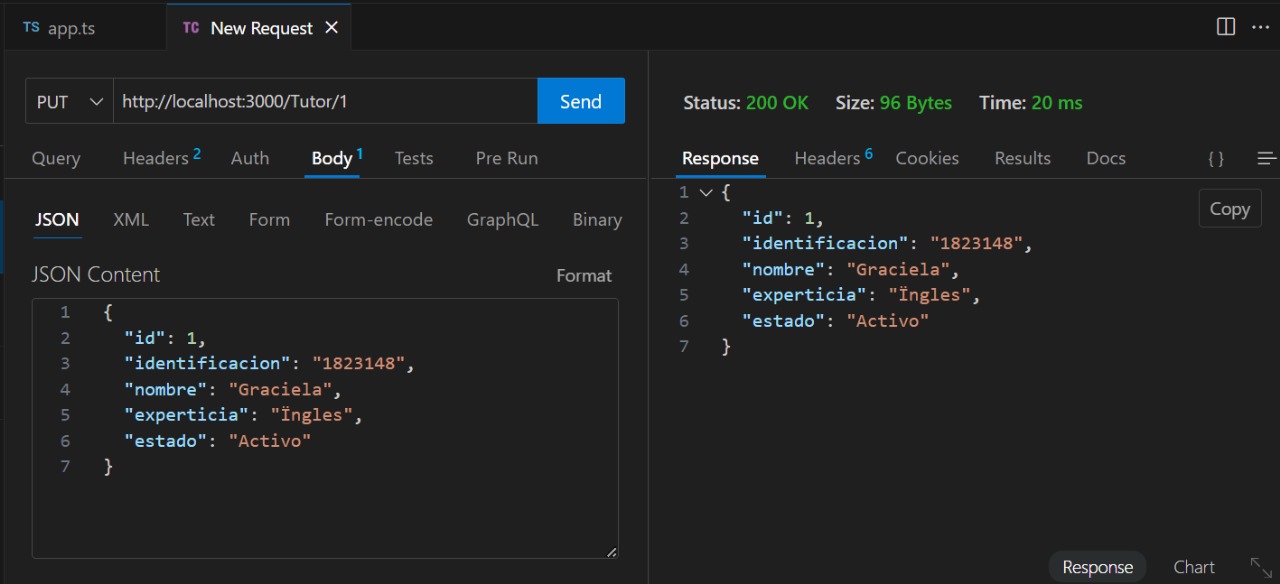 TS app.ts
TC New Request
PUT http://localhost:3000/Tutor/1 Send
Query Headers 2 Auth Body 1 Tests Pre Run
JSON XML Text Form Form-encode GraphQL Binary
JSON Content Format
1 {
2 "id": 1,
3 "identificacion": "1823148",
4 "nombre": "Graciela",
5 "experticia": "Ïngles",
6 "estado": "Activo"
7 }
Status: 200 OK Size: 96 Bytes Time: 20 ms
Response Headers 6 Cookies Results Docs { }
Copy
1 {
2 "id": 1,
3 "identificacion": "1823148",
4 "nombre": "Graciela",
5 "experticia": "Ïngles",
6 "estado": "Activo"
7 }
Response Chart